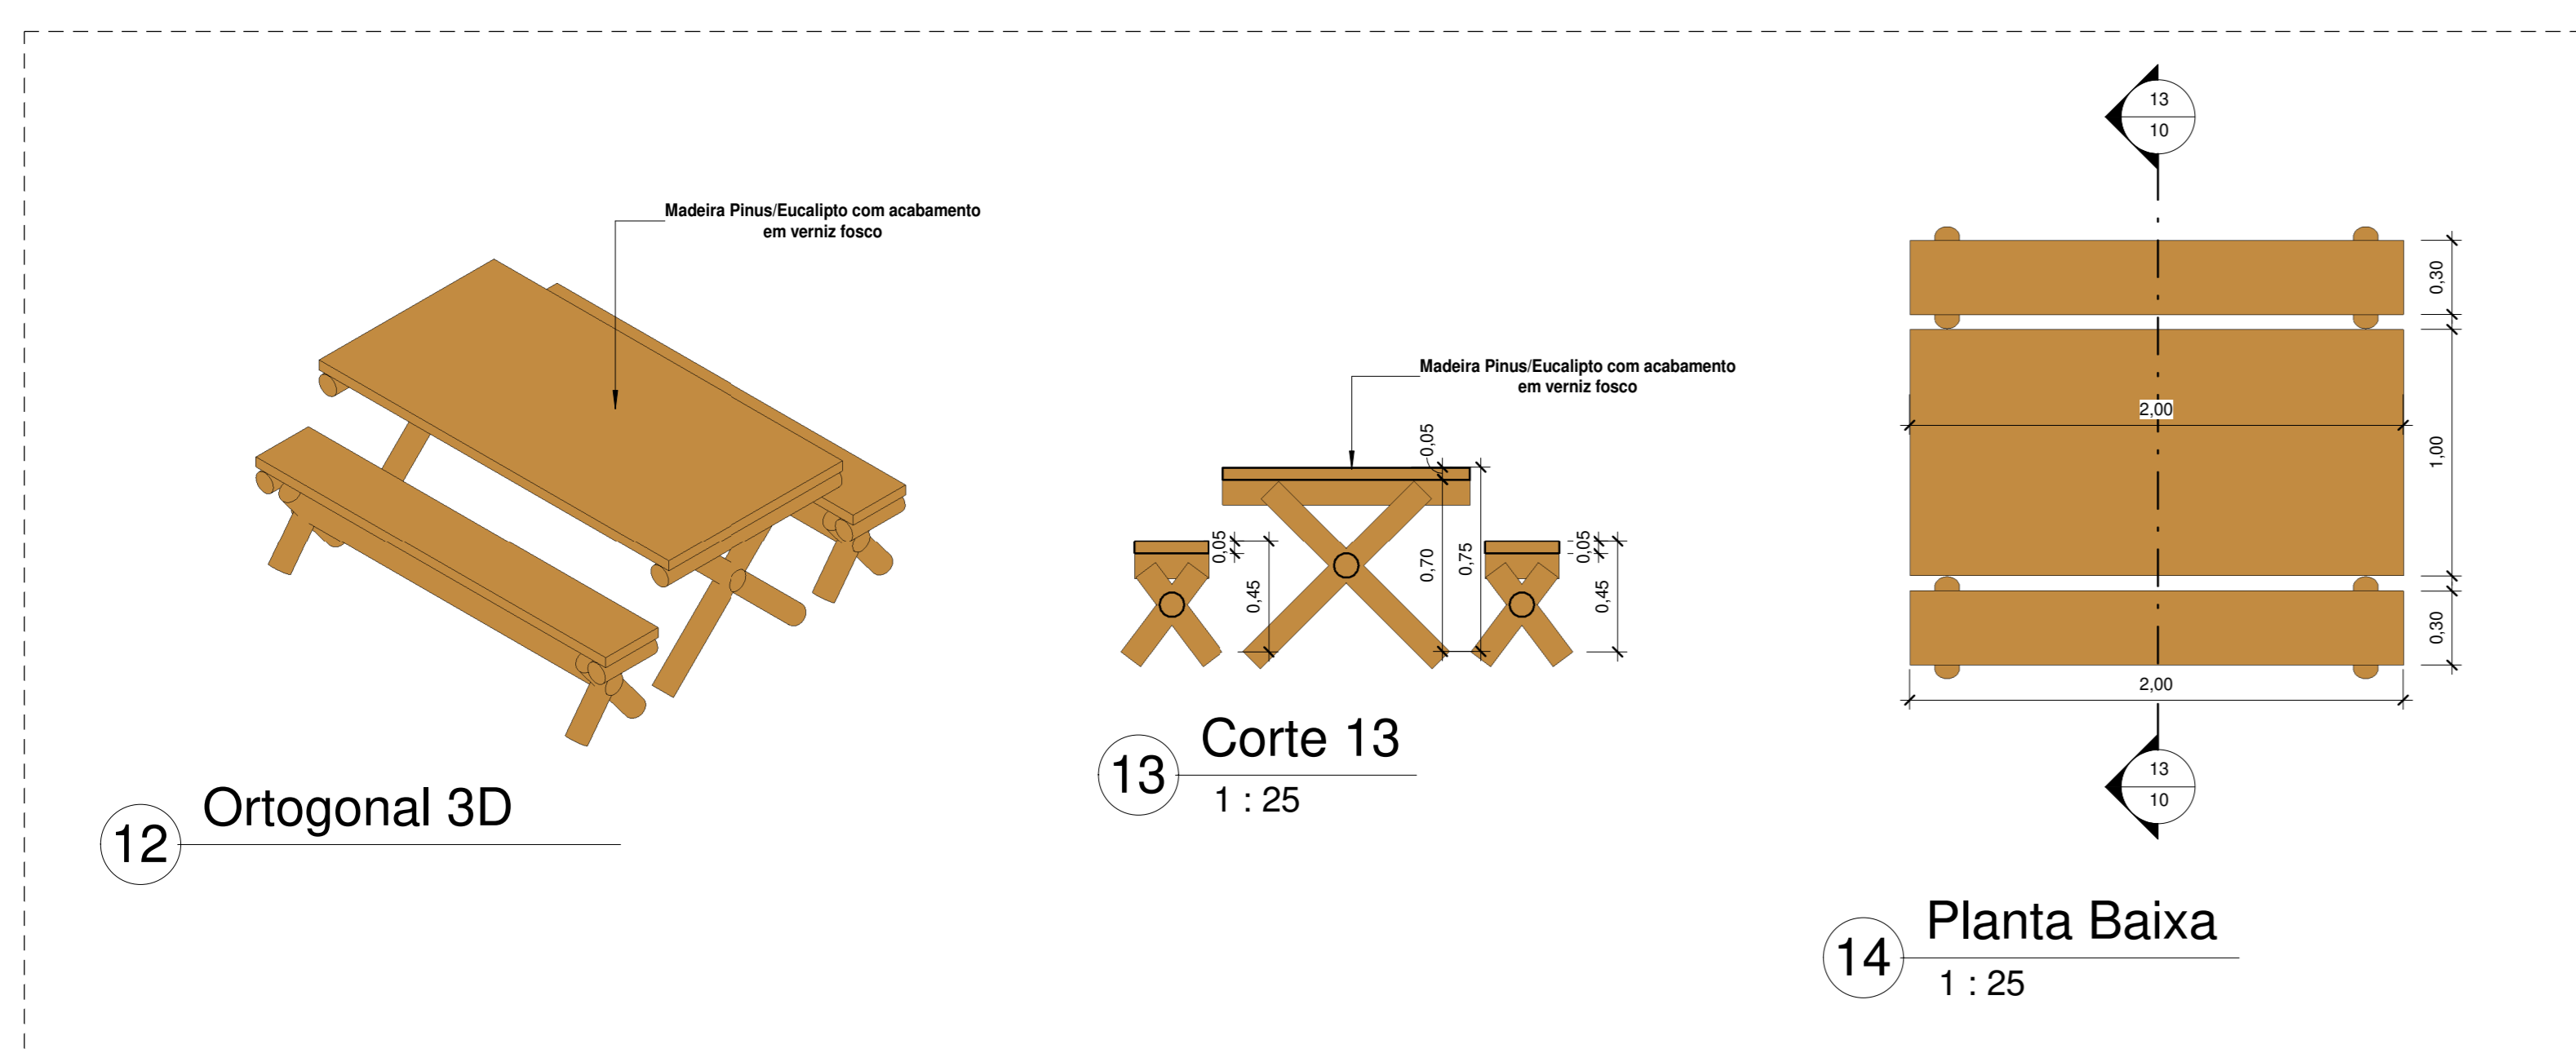 Madeira Pinus/Eucalipto com acabamento
em verniz fosco
12
Ortogonal 3D
Madeira Pinus/Eucalipto com acabamento
em verniz fosco
0,05
0,05
0,45
0,70
0,75
0,05
0,45
13
Corte 13
1 : 25
13
10
0,30
2,00
1,00
0,30
2,00
13
10
14
Planta Baixa
1 : 25